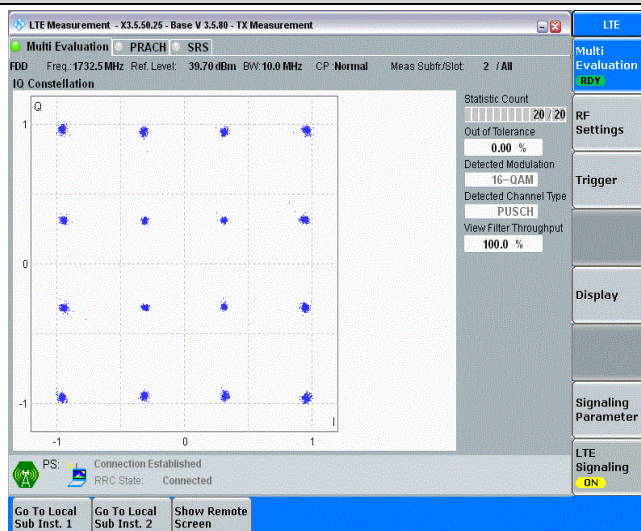 LTE Measurement - X3.5.50.25 - Base V 3.5.80 - TX Measurement
LTE
Multi Evaluation PRACH SRS
Multi
Evaluation
RDY
FDD Freq.:1732.5 MHz Ref. Level: 39.70 dBm BW:10.0 MHz CP :Normal Meas Subfr./Slot: 2 / All
IQ Constellation
Q
1
0
-1
-1 0 1
I
Statistic Count
20 / 20
Out of Tolerance
0.00 %
Detected Modulation
16-QAM
Detected Channel Type
PUSCH
View Filter Throughput
100.0 %
RF
Settings
Trigger
Display
Signaling
Parameter
LTE
Signaling
ON
PS: Connection Established
RRC State: Connected
Go To Local
Sub Inst. 1
Go To Local
Sub Inst. 2
Show Remote
Screen